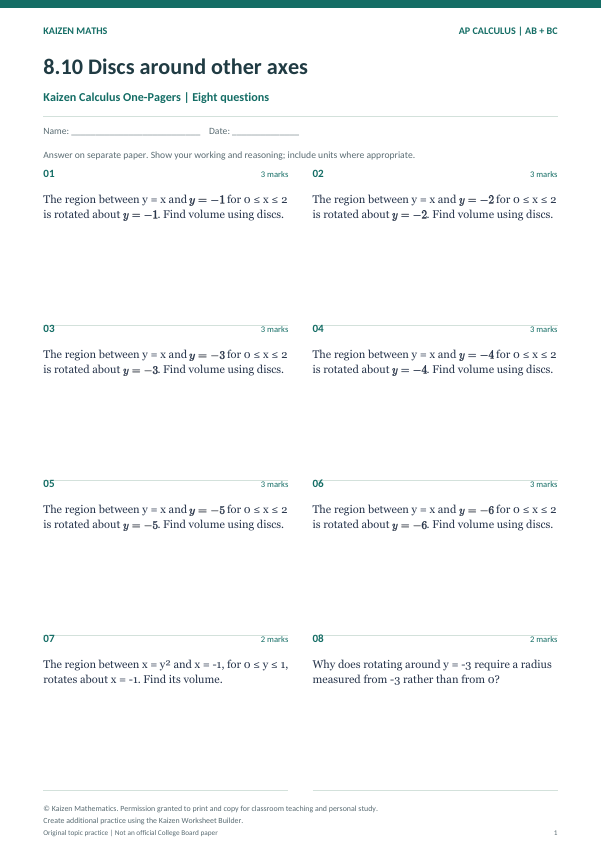 KAIZEN MATHS
AP CALCULUS | AB + BC
8.10 Discs around other axes
Kaizen Calculus One-Pagers | Eight questions
Name: ____________________________ Date: ______________
Answer on separate paper. Show your working and reasoning; include units where appropriate.
01
3 marks
The region between y = x and y = −1 for 0 ≤ x ≤ 2
is rotated about y = −1. Find volume using discs.
02
3 marks
The region between y = x and y = −2 for 0 ≤ x ≤ 2
is rotated about y = −2. Find volume using discs.
03
3 marks
The region between y = x and y = −3 for 0 ≤ x ≤ 2
is rotated about y = −3. Find volume using discs.
04
3 marks
The region between y = x and y = −4 for 0 ≤ x ≤ 2
is rotated about y = −4. Find volume using discs.
05
3 marks
The region between y = x and y = −5 for 0 ≤ x ≤ 2
is rotated about y = −5. Find volume using discs.
06
3 marks
The region between y = x and y = −6 for 0 ≤ x ≤ 2
is rotated about y = −6. Find volume using discs.
07
2 marks
The region between x = y² and x = -1, for 0 ≤ y ≤ 1,
rotates about x = -1. Find its volume.
08
2 marks
Why does rotating around y = -3 require a radius
measured from -3 rather than from 0?
© Kaizen Mathematics. Permission granted to print and copy for classroom teaching and personal study.
Create additional practice using the Kaizen Worksheet Builder.
Original topic practice | Not an official College Board paper
1